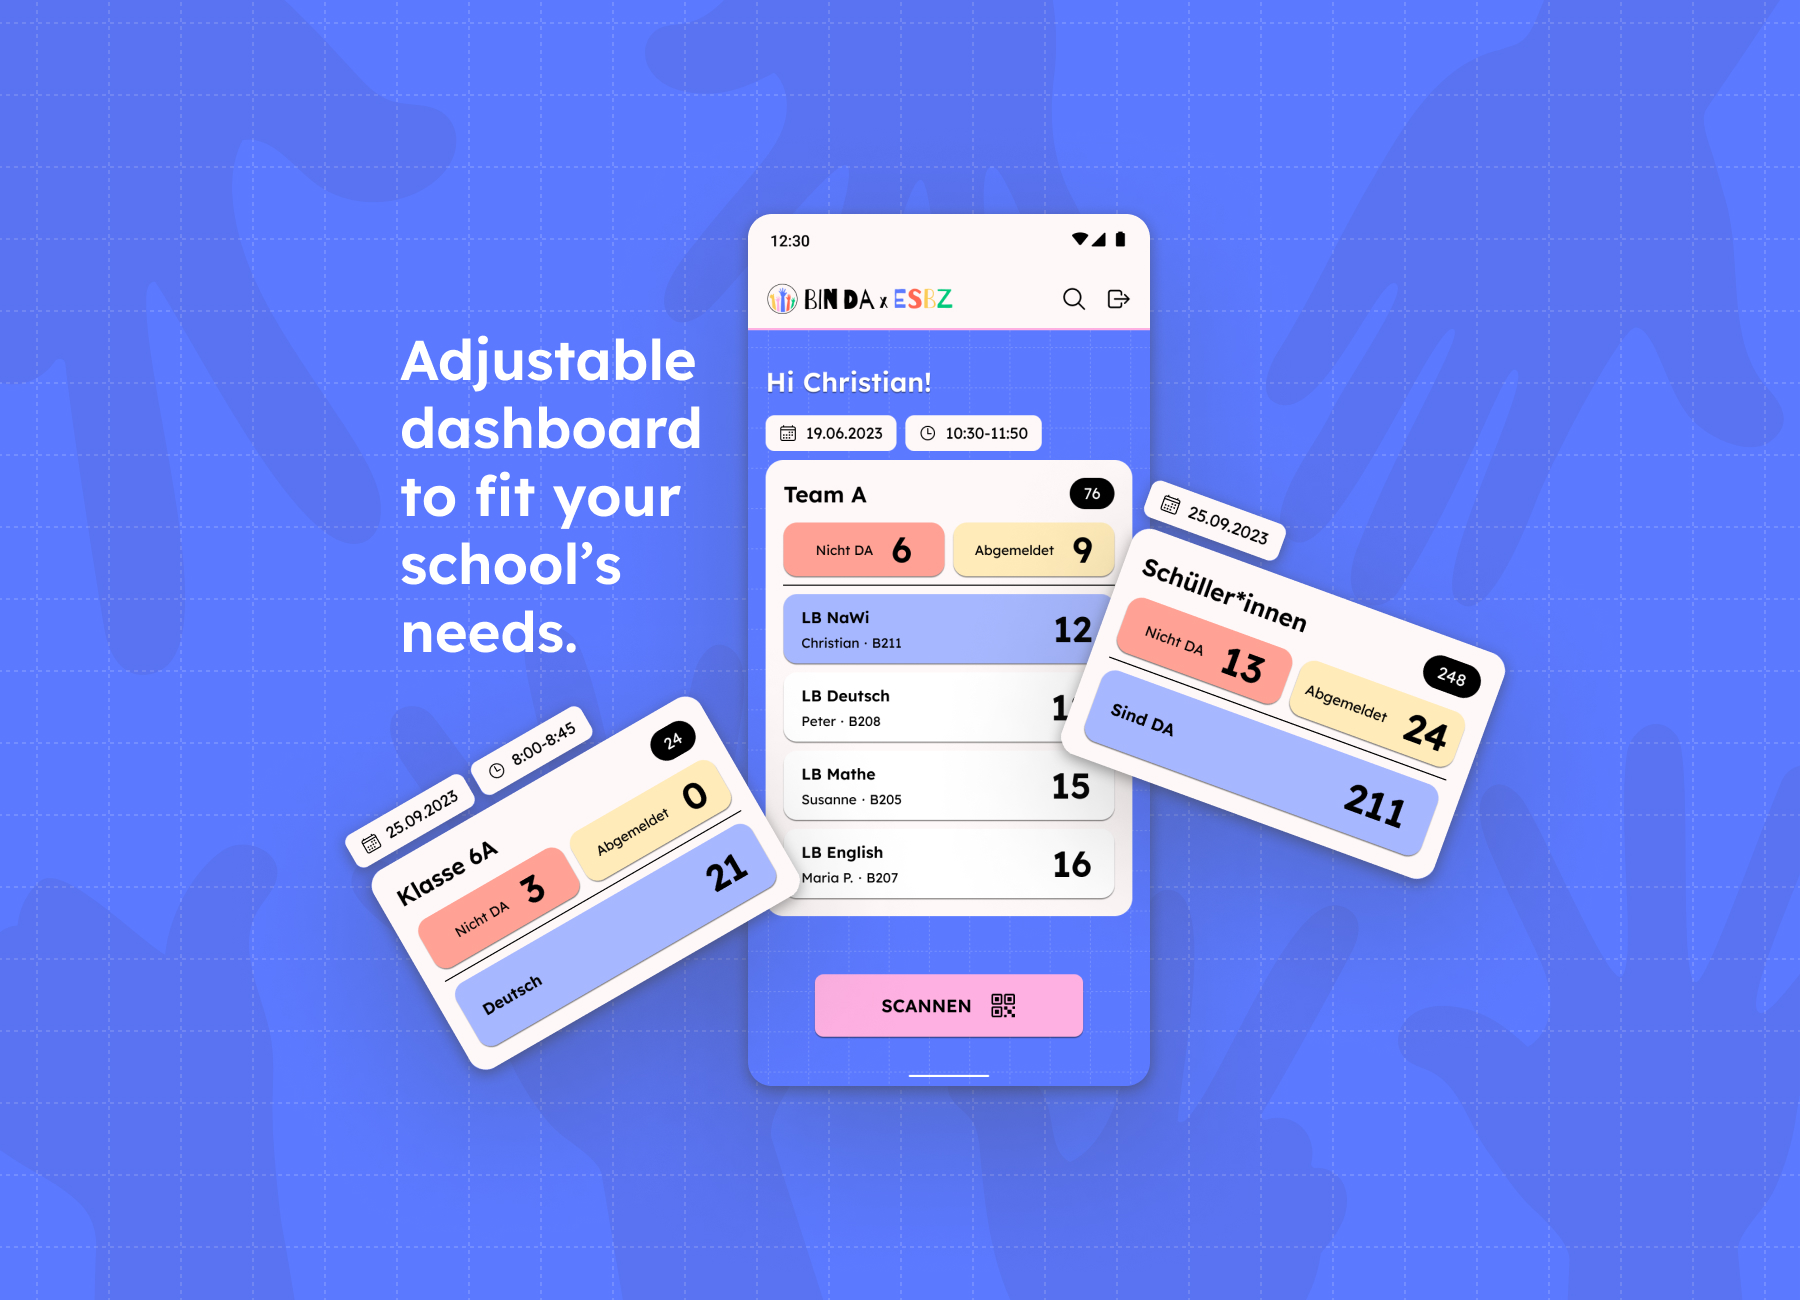 Adjustable
dashboard
to fit your
school's
needs.
12:30
BIN DA x ESBZ
Hi Christian!
19.06.2023
10:30-11:50
Team A
76
Nicht DA 6
Abgemeldet 9
LB NaWi
Christian · B211
12
LB Deutsch
Peter · B208
LB Mathe
Susanne · B205
15
LB English
Maria P. · B207
16
SCANNEN
25.09.2023
8:00-8:45
Klasse 6A
24
Nicht DA 3
Abgemeldet 0
Deutsch
21
25.09.2023
Schüller*innen
248
Nicht DA 13
Abgemeldet 24
Sind DA
211